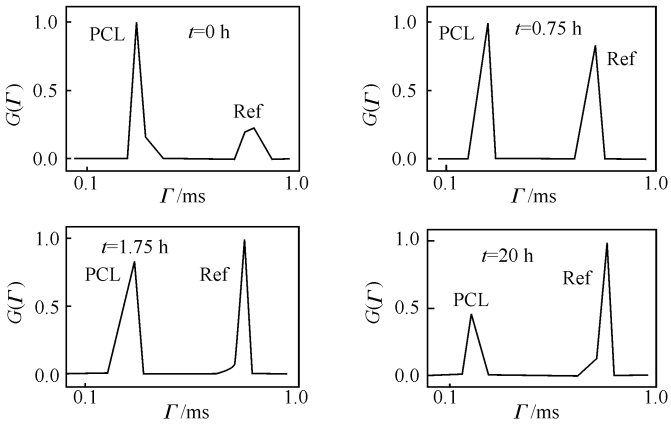 1.0
PCL
t=0 h
G(Γ)
0.5
Ref
0.0
0.1
1.0
Γ/ms
1.0
PCL
t=0.75 h
Ref
G(Γ)
0.5
0.0
0.1
1.0
Γ/ms
1.0
t=1.75 h
PCL
Ref
G(Γ)
0.5
0.0
0.1
1.0
Γ/ms
1.0
t=20 h
Ref
G(Γ)
0.5
PCL
0.0
0.1
1.0
Γ/ms